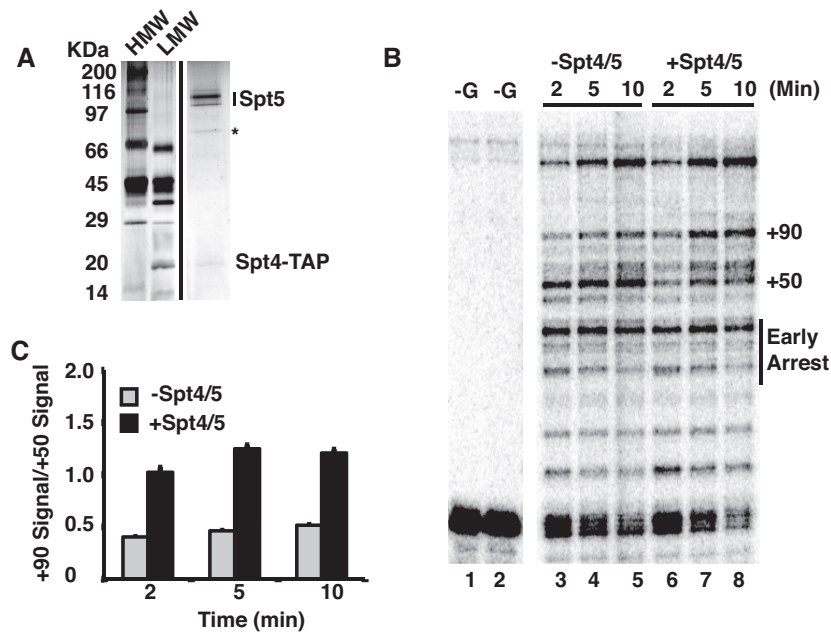 A
KDa
HMW
LMW
200
116
97
66
45
29
20
14
Spt5
*
Spt4-TAP
B
-Spt4/5
+Spt4/5
-G -G 2 5 10 2 5 10 (Min)
+90
+50
Early
Arrest
1 2 3 4 5 6 7 8
C
+90 Signal/+50 Signal
2.0
1.5
1.0
0.5
0
-Spt4/5
+Spt4/5
2 5 10
Time (min)